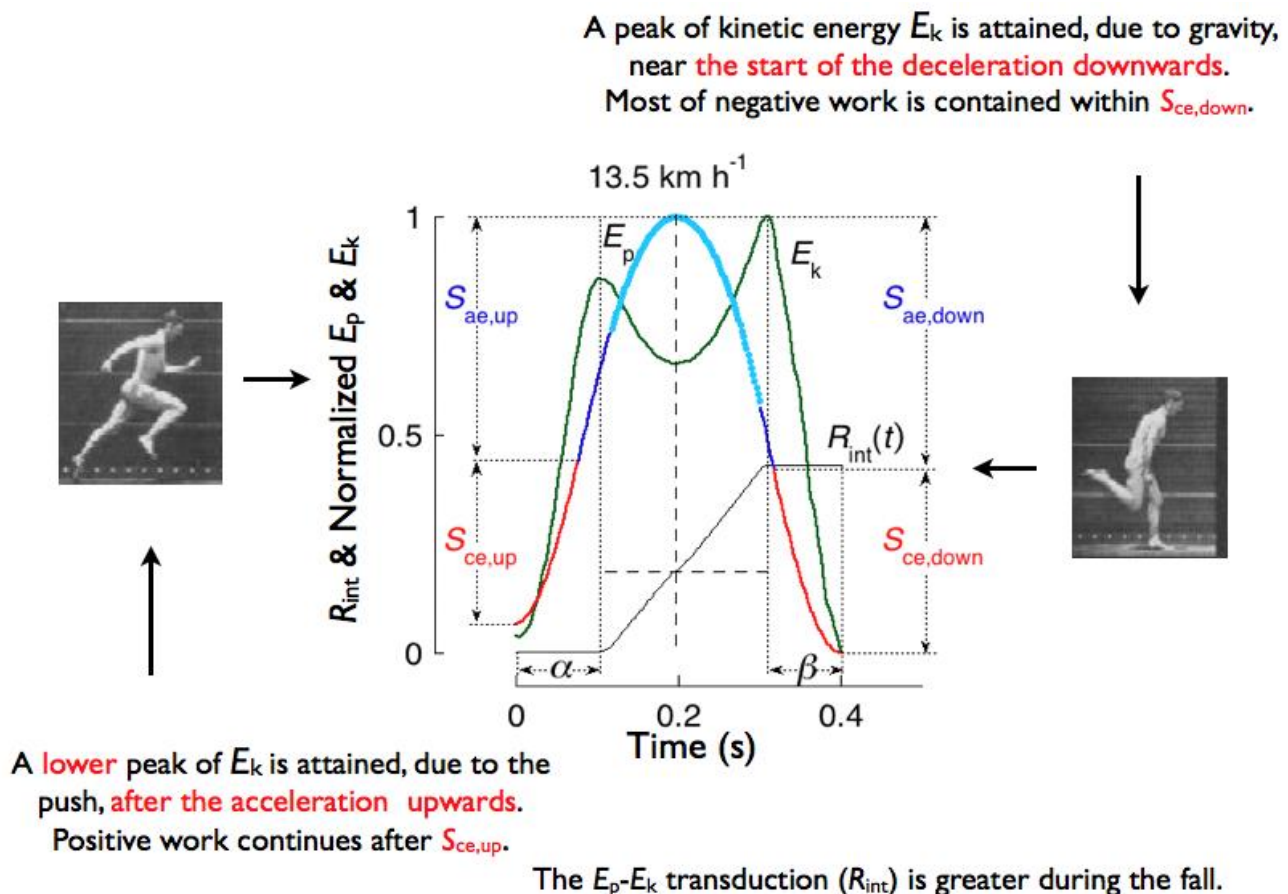 A peak of kinetic energy Ek is attained, due to gravity,
near the start of the deceleration downwards.
Most of negative work is contained within Sce,down.
13.5 km h-1
Rint & Normalized Ep & Ek
1
0.5
0
Ep
Ek
Sae,up
Sae,down
Rint(t)
Sce,up
Sce,down
α
β
0
0.2
0.4
Time (s)
A lower peak of Ek is attained, due to the
push, after the acceleration upwards.
Positive work continues after Sce,up.
The Ep-Ek transduction (Rint) is greater during the fall.